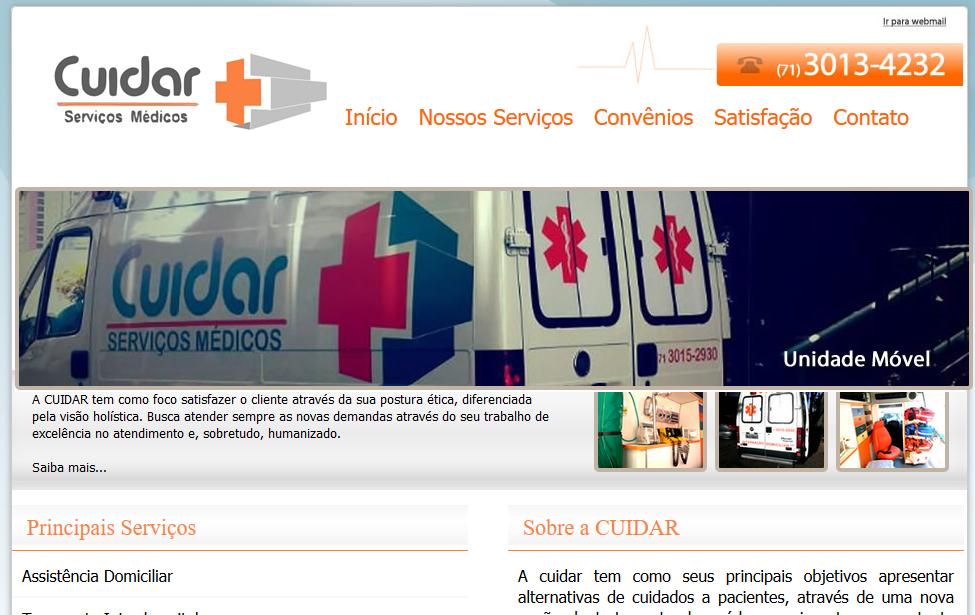 Ir para webmail
Cuidar
Serviços Médicos
(71) 3013-4232
Início Nossos Serviços Convênios Satisfação Contato
Cuidar
SERVIÇOS MÉDICOS
71 3015-2930
Unidade Móvel
A CUIDAR tem como foco satisfazer o cliente através da sua postura ética, diferenciada
pela visão holística. Busca atender sempre as novas demandas através do seu trabalho de
excelência no atendimento e, sobretudo, humanizado.
Saiba mais...
Principais Serviços
Sobre a CUIDAR
Assistência Domiciliar
A cuidar tem como seus principais objetivos apresentar
alternativas de cuidados a pacientes, através de uma nova